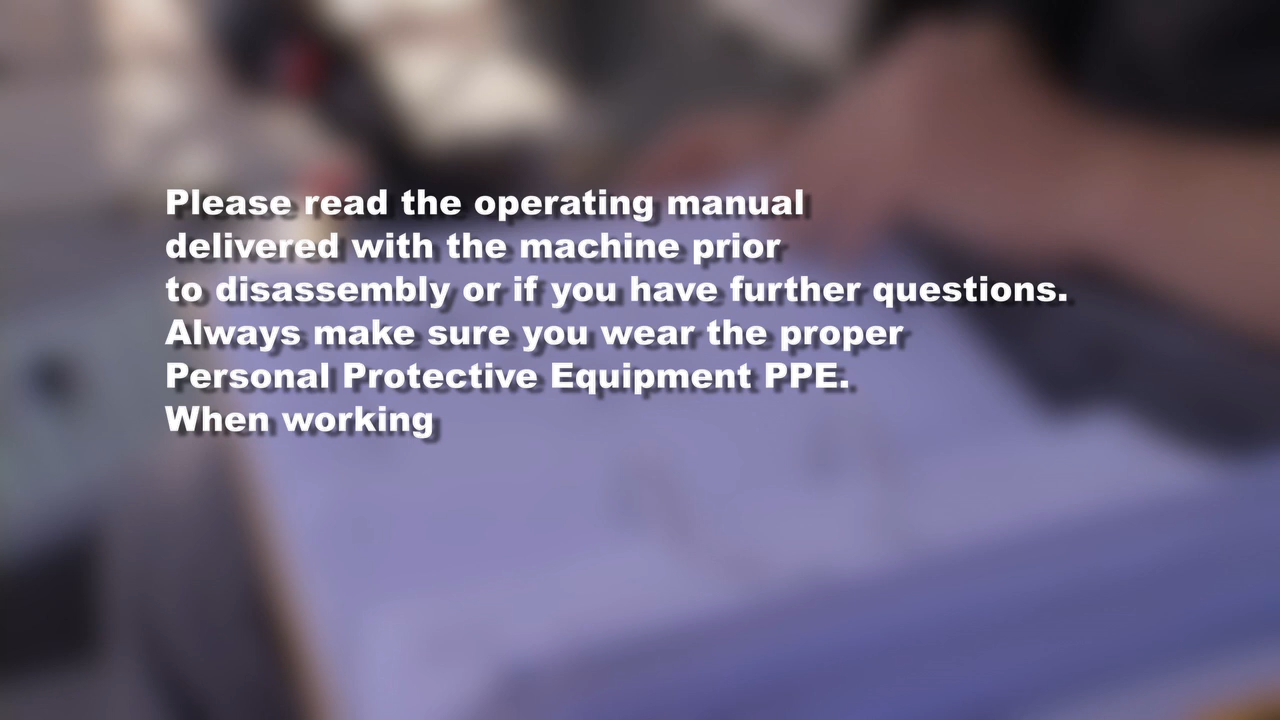 Please read the operating manual
delivered with the machine prior
to disassembly or if you have further questions.
Always make sure you wear the proper
Personal Protective Equipment PPE.
When working